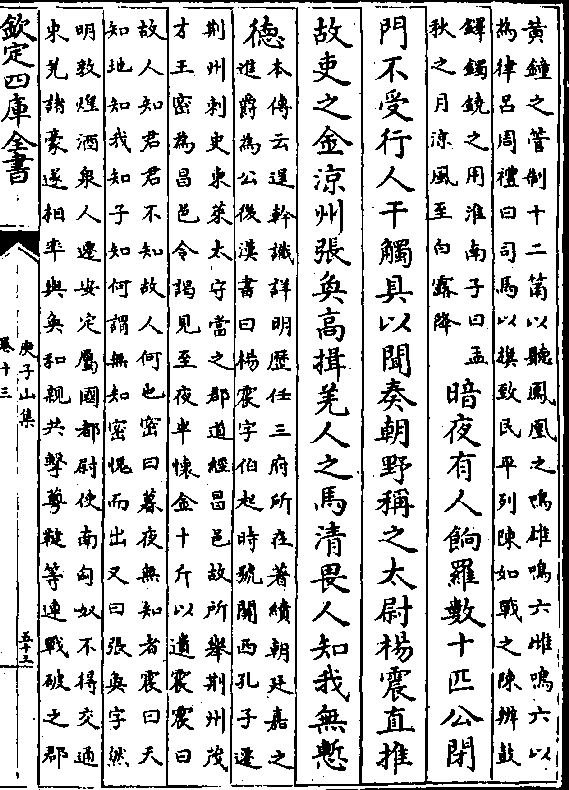 黄鐘之管制十二筩以聽鳳凰之鳴雄鳴六雌鳴六以
為律呂周禮曰司馬以旗致民平列陳如戰之陳辨鼓
鐸鐲鐃之用淮南子曰孟
秋之月涼風至白露降
暗夜有人餉羅數十匹公閉
門不受行人干觸具以聞奏朝野稱之太尉楊震直推
故吏之金涼州張奐高揖羌人之馬清畏人知我無慙
德
本傳云運幹識詳明歷任三府所在著績朝廷嘉之
進爵為公後漢書曰楊震字伯起時號關西孔子遷
荆州刺史東萊太守當之郡道經昌邑故所舉荆州茂
才王密為昌邑令謁見至夜半懷金十斤以遺震震曰
故人知君君不知故人何也密曰暮夜無知者震曰天
知地知我知子知何謂無知密愧而出又曰張奐字然
明敦煌酒泉人遷安定屬國都尉使南匈奴不得交通
東羌諸豪遂相率與奐和親共擊薁鞬等連戰破之郡
欽定四庫全書
庾子山集
卷十三
五十三